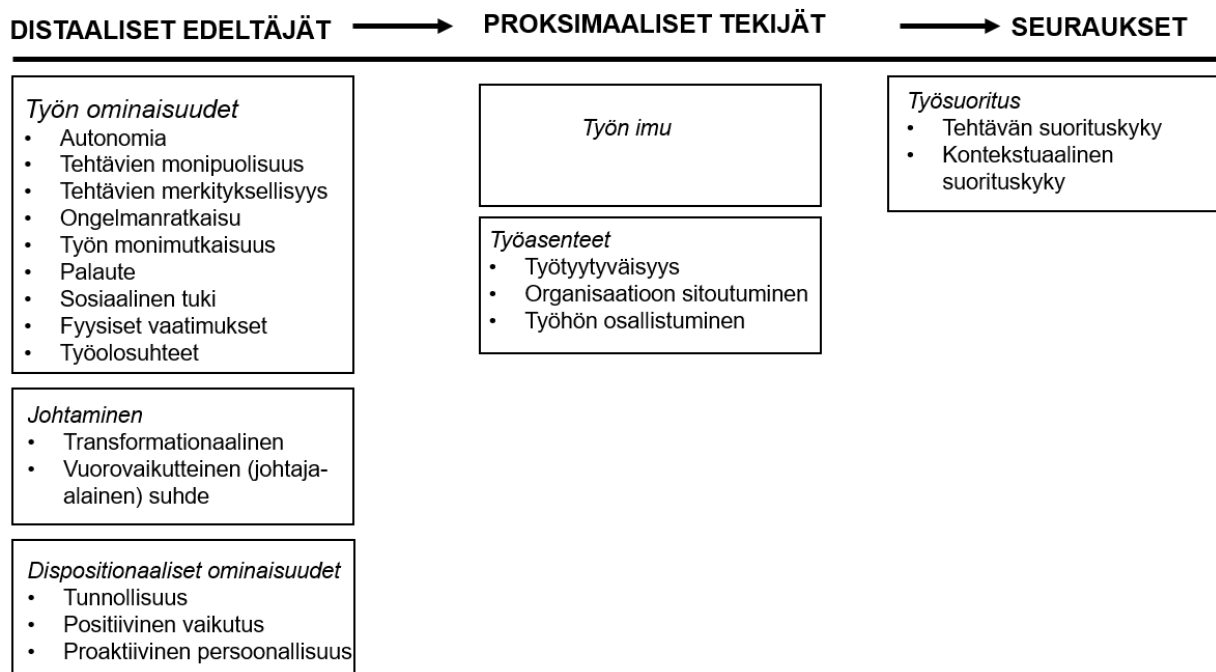 DISTAALISET EDELTÄJÄT
PROKSIMAALISET TEKIJÄT
SEURAUKSET
Työn ominaisuudet
• Autonomia
• Tehtävien monipuolisuus
• Tehtävien merkityksellisyys
• Ongelmanratkaisu
• Työn monimutkaisuus
• Palaute
• Sosiaalinen tuki
• Fyysiset vaatimukset
• Työolosuhteet
Johtaminen
• Transformationaalinen
• Vuorovaikutteinen (johtaja-
alainen) suhde
Dispositionaaliset ominaisuudet
• Tunnollisuus
• Positiivinen vaikutus
• Proaktiivinen persoonallisuus
Työn imu
Työasenteet
• Työtyytyväisyys
• Organisaatioon sitoutuminen
• Työhön osallistuminen
Työsuoritus
• Tehtävän suorituskyky
• Kontekstuaalinen
suorituskyky